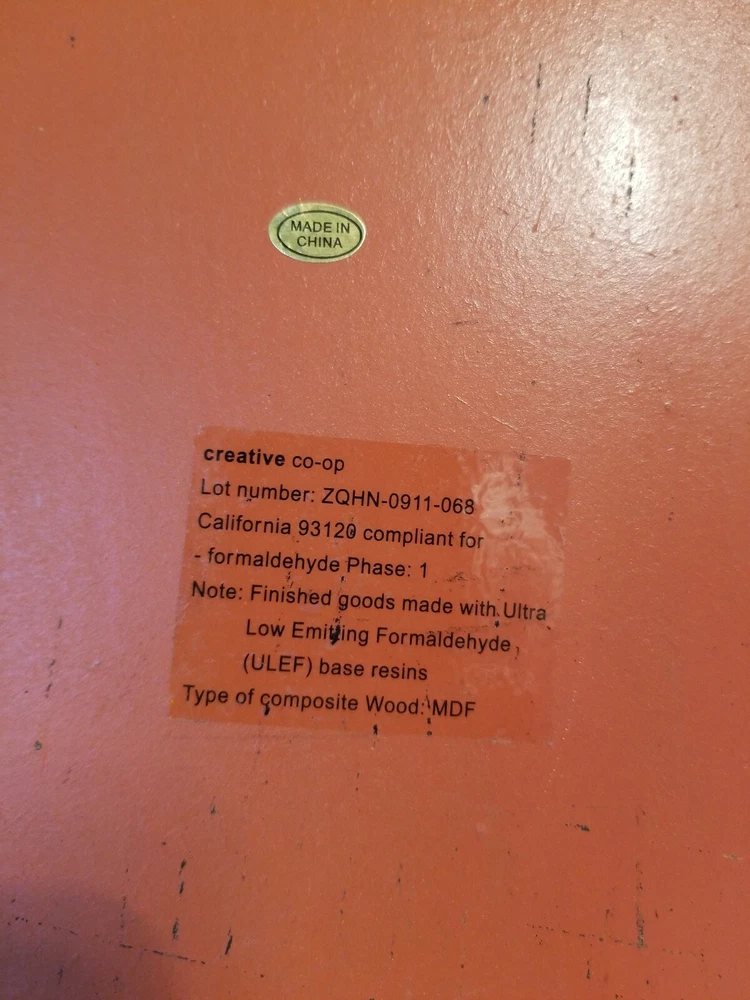 MADE IN
CHINA
creative co-op
Lot number: ZQHN-0911-068
California 93120 compliant for
- formaldehyde Phase: 1
Note: Finished goods made with Ultra
Low Emitting Formaldehyde
(ULEF) base resins
Type of composite Wood: MDF